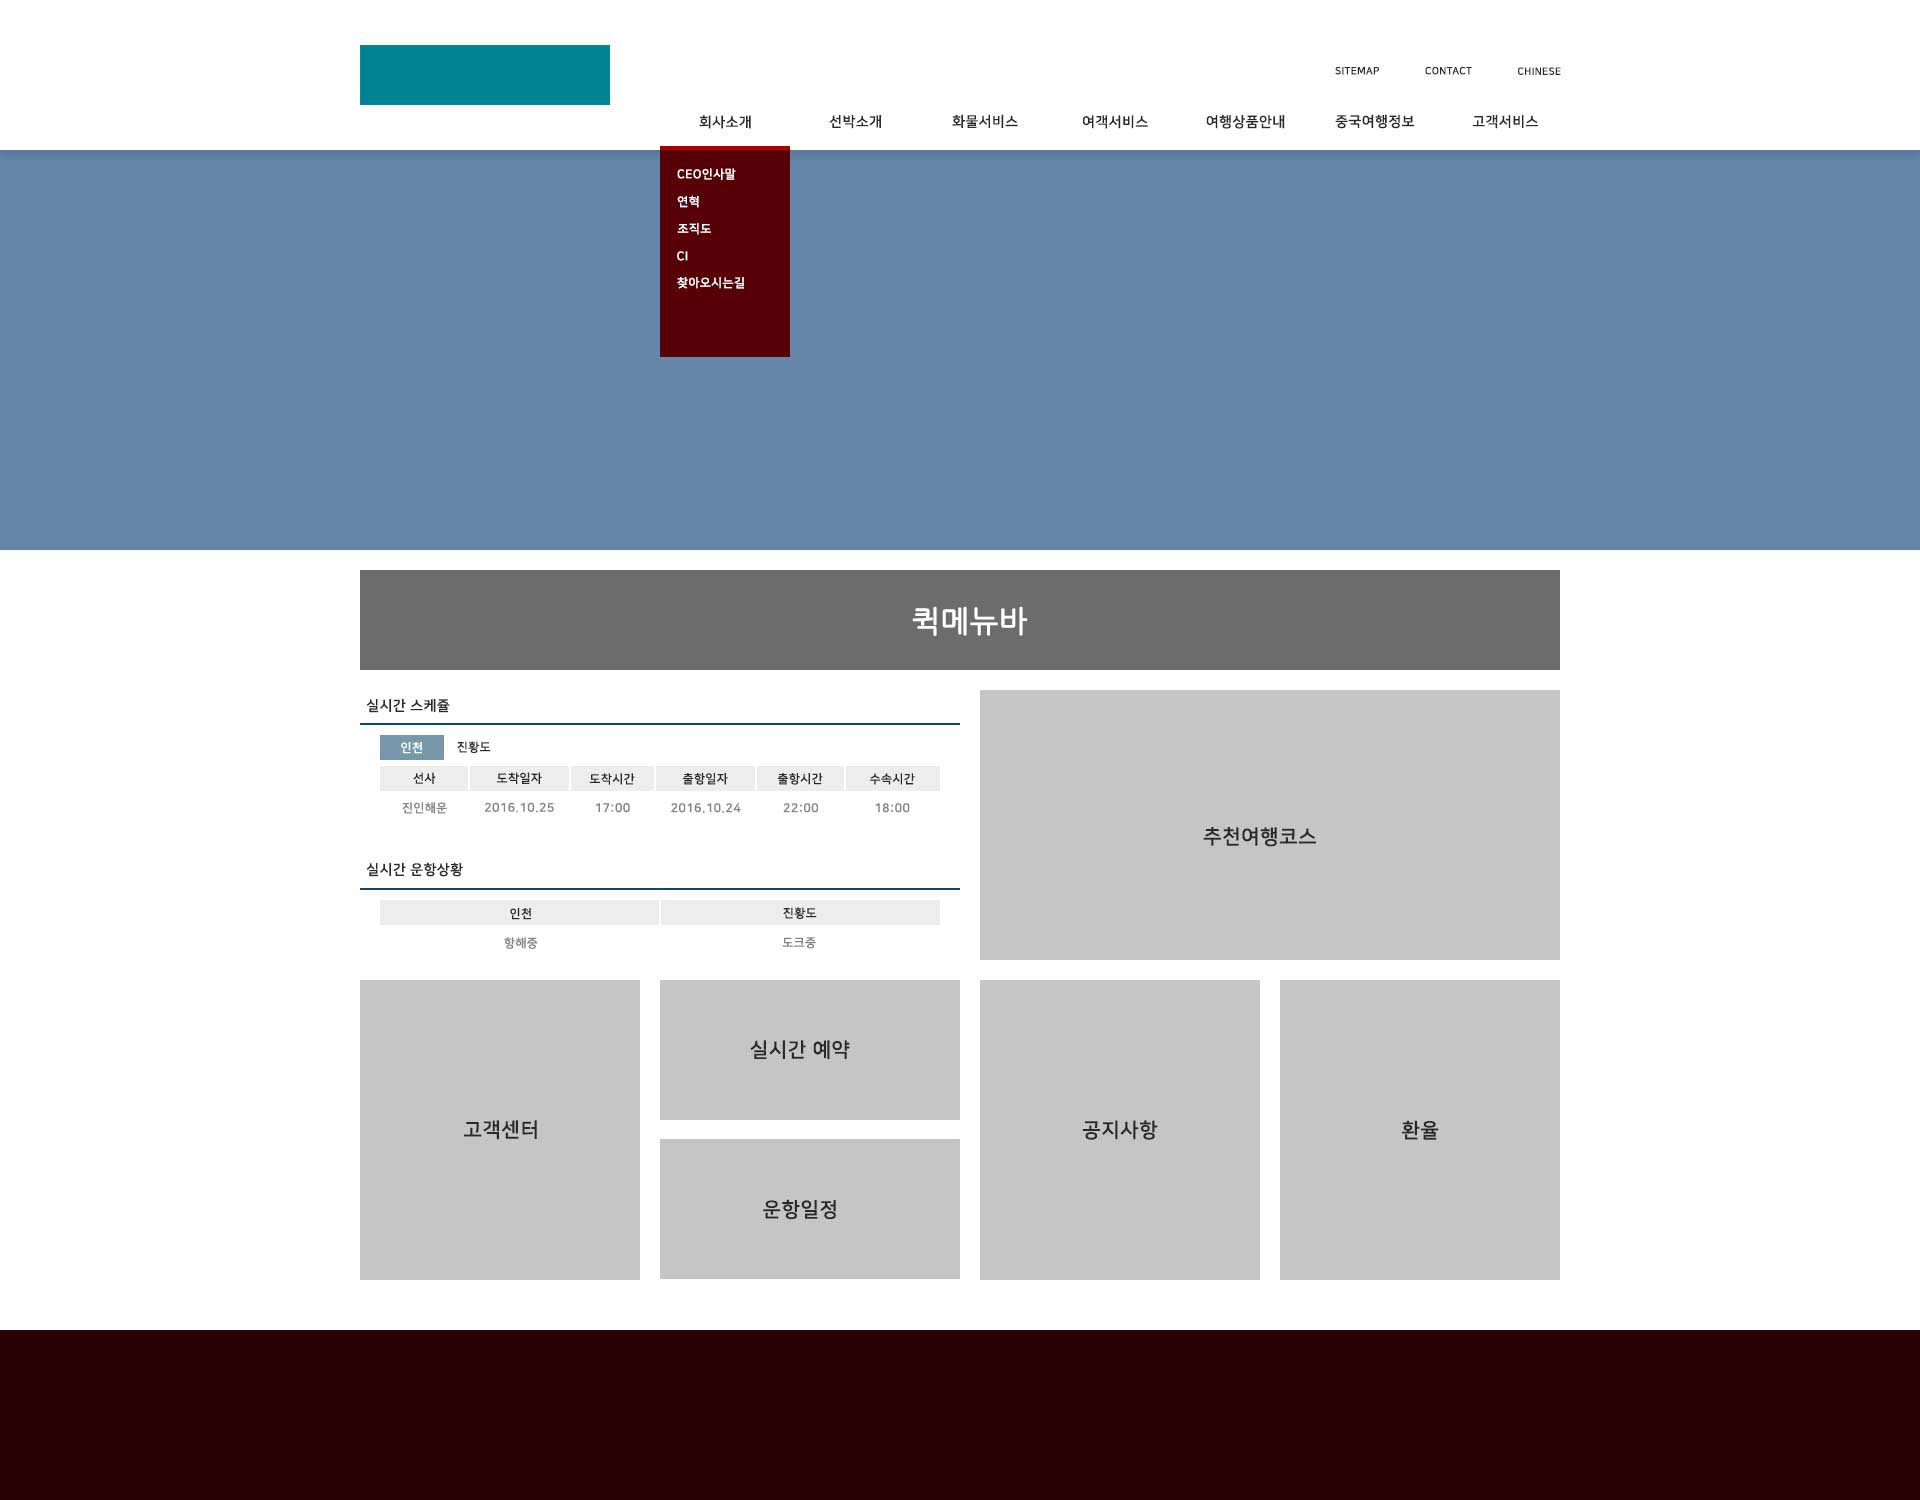 SITEMAP CONTACT CHINESE
회사소개 선박소개 화물서비스 여객서비스 여행상품안내 중국여행정보 고객서비스
CEO인사말
연혁
조직도
CI
찾아오시는길
퀵메뉴바
실시간 스케쥴
인천 진황도
선사 도착일자 도착시간 출항일자 출항시간 수속시간
진인해운 2016.10.25 17:00 2016.10.24 22:00 18:00
실시간 운항상황
인천 진황도
항해중 도크중
추천여행코스
고객센터
실시간 예약
운항일정
공지사항
환율